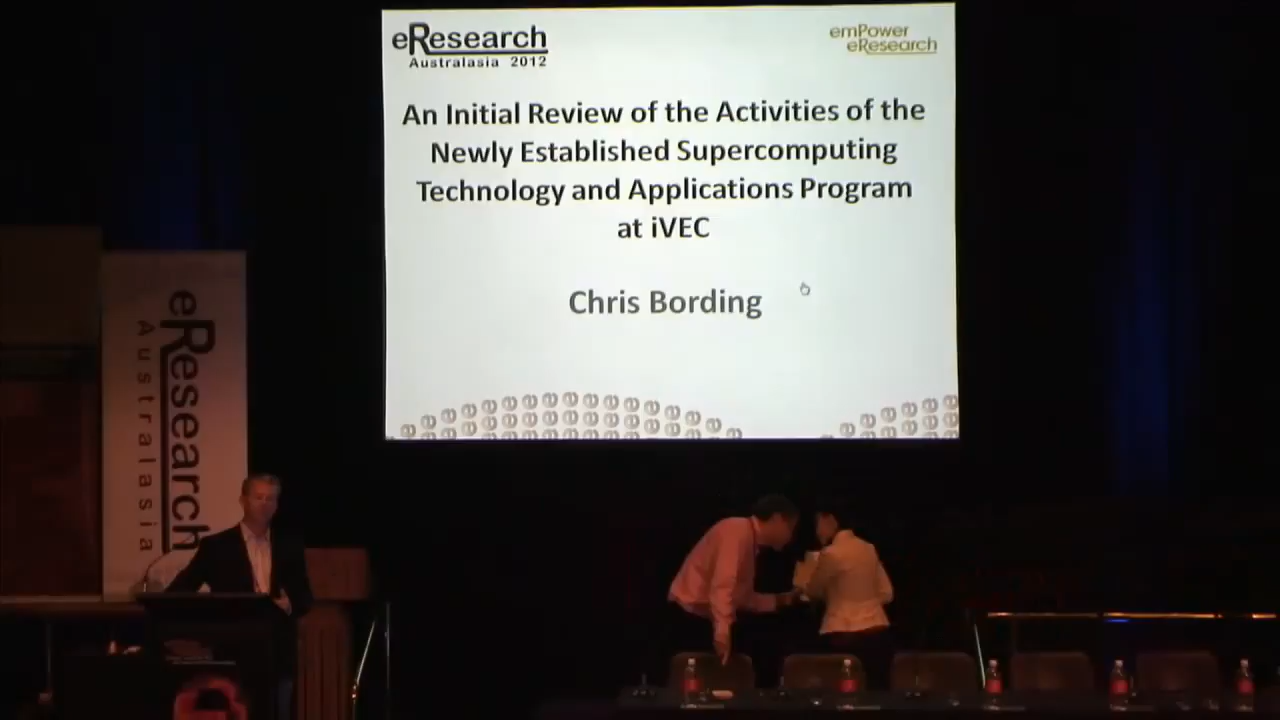 eResearch
Australasia 2012
emPower
eResearch
An Initial Review of the Activities of the
Newly Established Supercomputing
Technology and Applications Program
at iVEC
Chris Bording
eResearch
Australasia